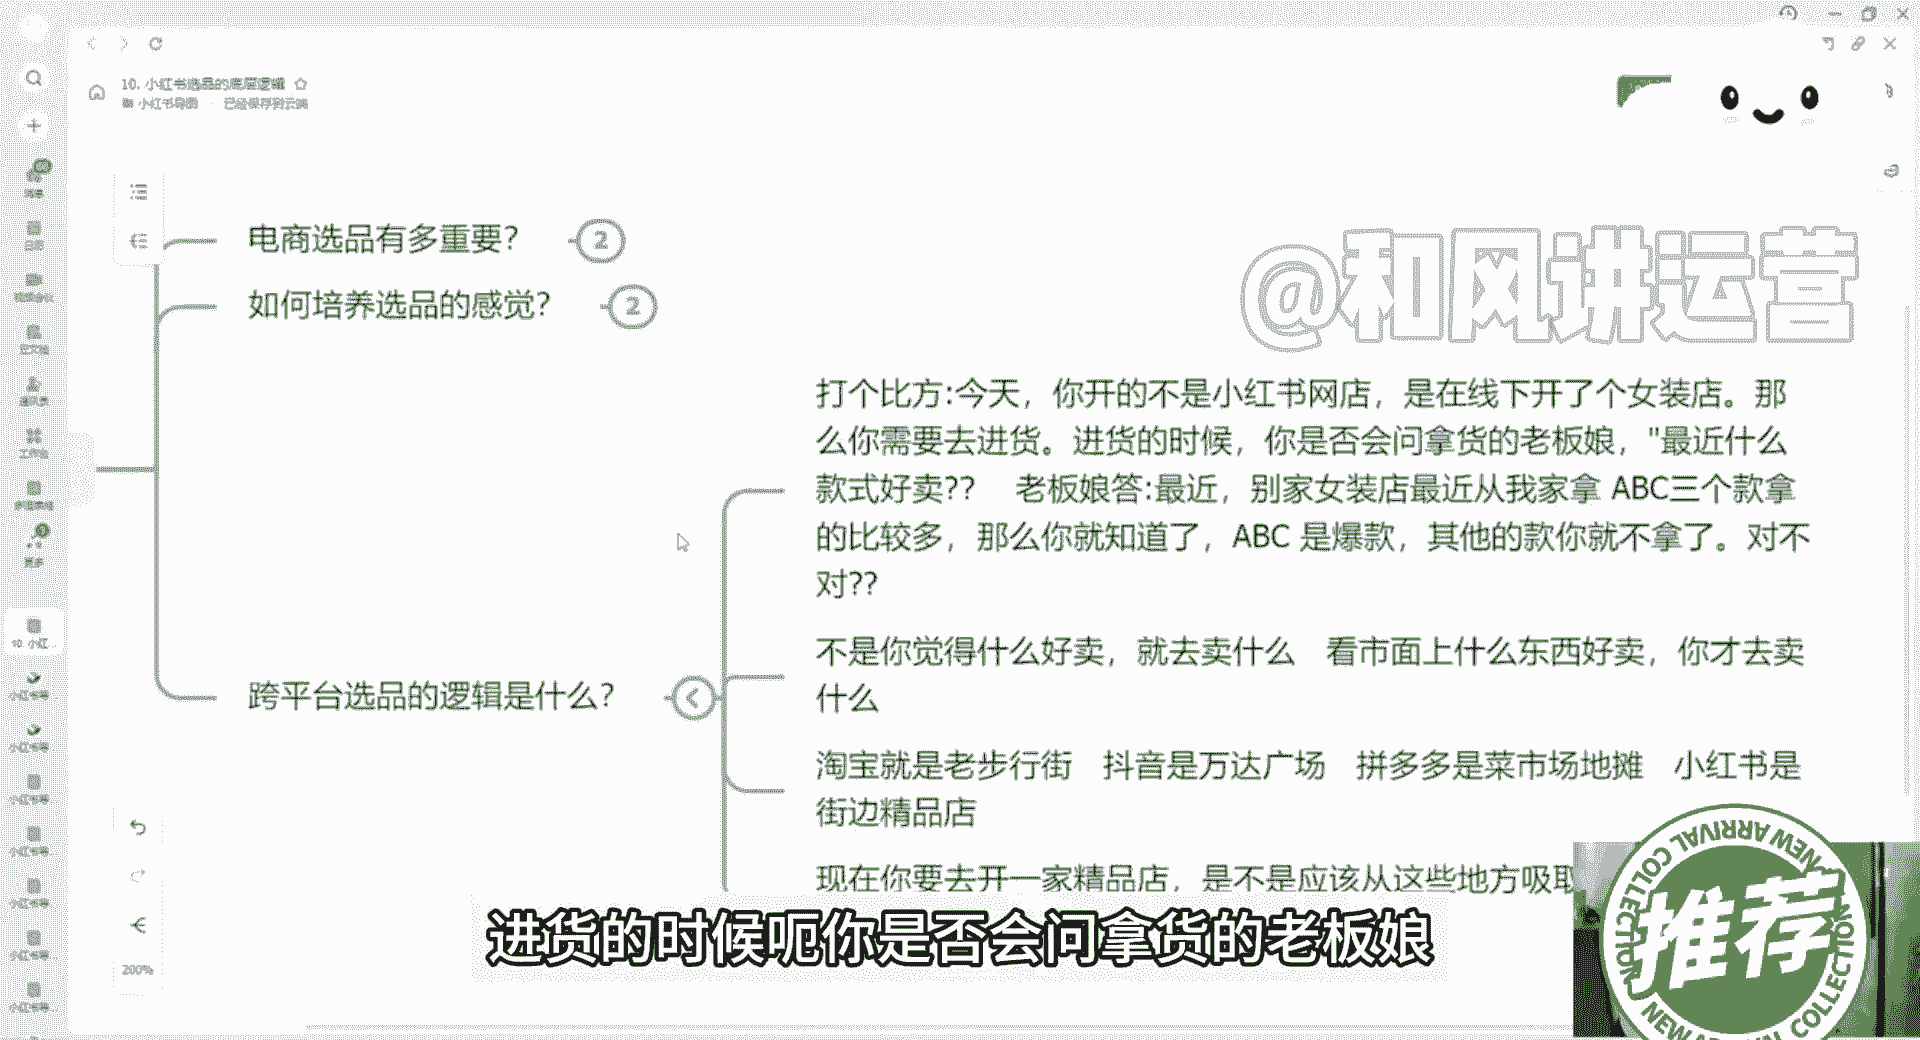 10. 小红书选品的底层逻辑
小红书导图 · 已经保存到云端
@和风讲运营
电商选品有多重要? 2
如何培养选品的感觉? 2
跨平台选品的逻辑是什么?
打个比方:今天，你开的不是小红书网店，是在线下开了个女装店。那
么你需要去进货。进货的时候，你是否会问拿货的老板娘，"最近什么
款式好卖?? 老板娘答:最近，别家女装店最近从我家拿 ABC三个款拿
的比较多，那么你就知道了，ABC 是爆款，其他的款你就不拿了。对不
对??
不是你觉得什么好卖，就去卖什么 看市面上什么东西好卖，你才去卖
什么
淘宝就是老步行街 抖音是万达广场 拼多多是菜市场地摊 小红书是
街边精品店
现在你要去开一家精品店，是不是应该从这些地方吸取
进货的时候呃你是否会问拿货的老板娘
200%
NEW ARRIVAL COLLECTION
推荐
NEW ARRIVAL COLLECTION